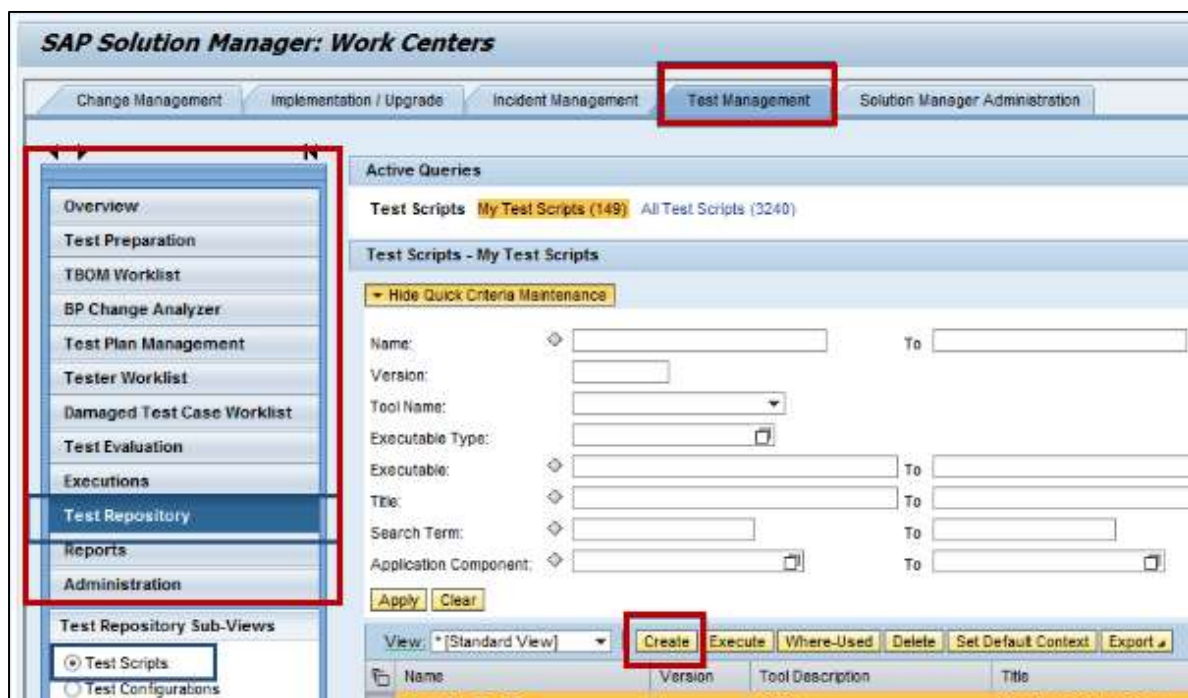 SAP Solution Manager: Work Centers
Change Management Implementation / Upgrade Incident Management Test Management Solution Manager Administration
Overview
Test Preparation
TBOM Worklist
BP Change Analyzer
Test Plan Management
Tester Worklist
Damaged Test Case Worklist
Test Evaluation
Executions
Test Repository
Reports
Administration
Test Repository Sub-Views
Test Scripts
Test Configurations
Active Queries
Test Scripts My Test Scripts (149) All Test Scripts (3240)
Test Scripts - My Test Scripts
Hide Quick Criteria Maintenance
Name: To
Version:
Tool Name:
Executable Type:
Executable: To
Title: To
Search Term: To
Application Component: To
Apply Clear
View: * [Standard View] Create Execute Where-Used Delete Set Default Context Export
Name Version Tool Description Title